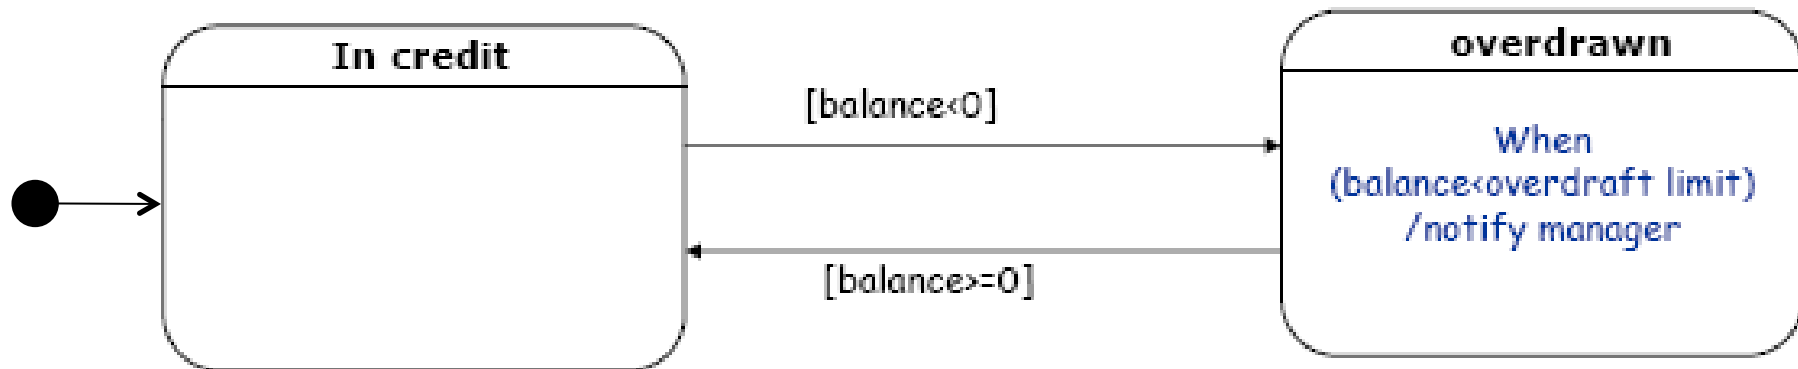 In credit
overdrawn
[balance<0]
When
(balance<overdraft limit)
/notify manager
[balance>=0]